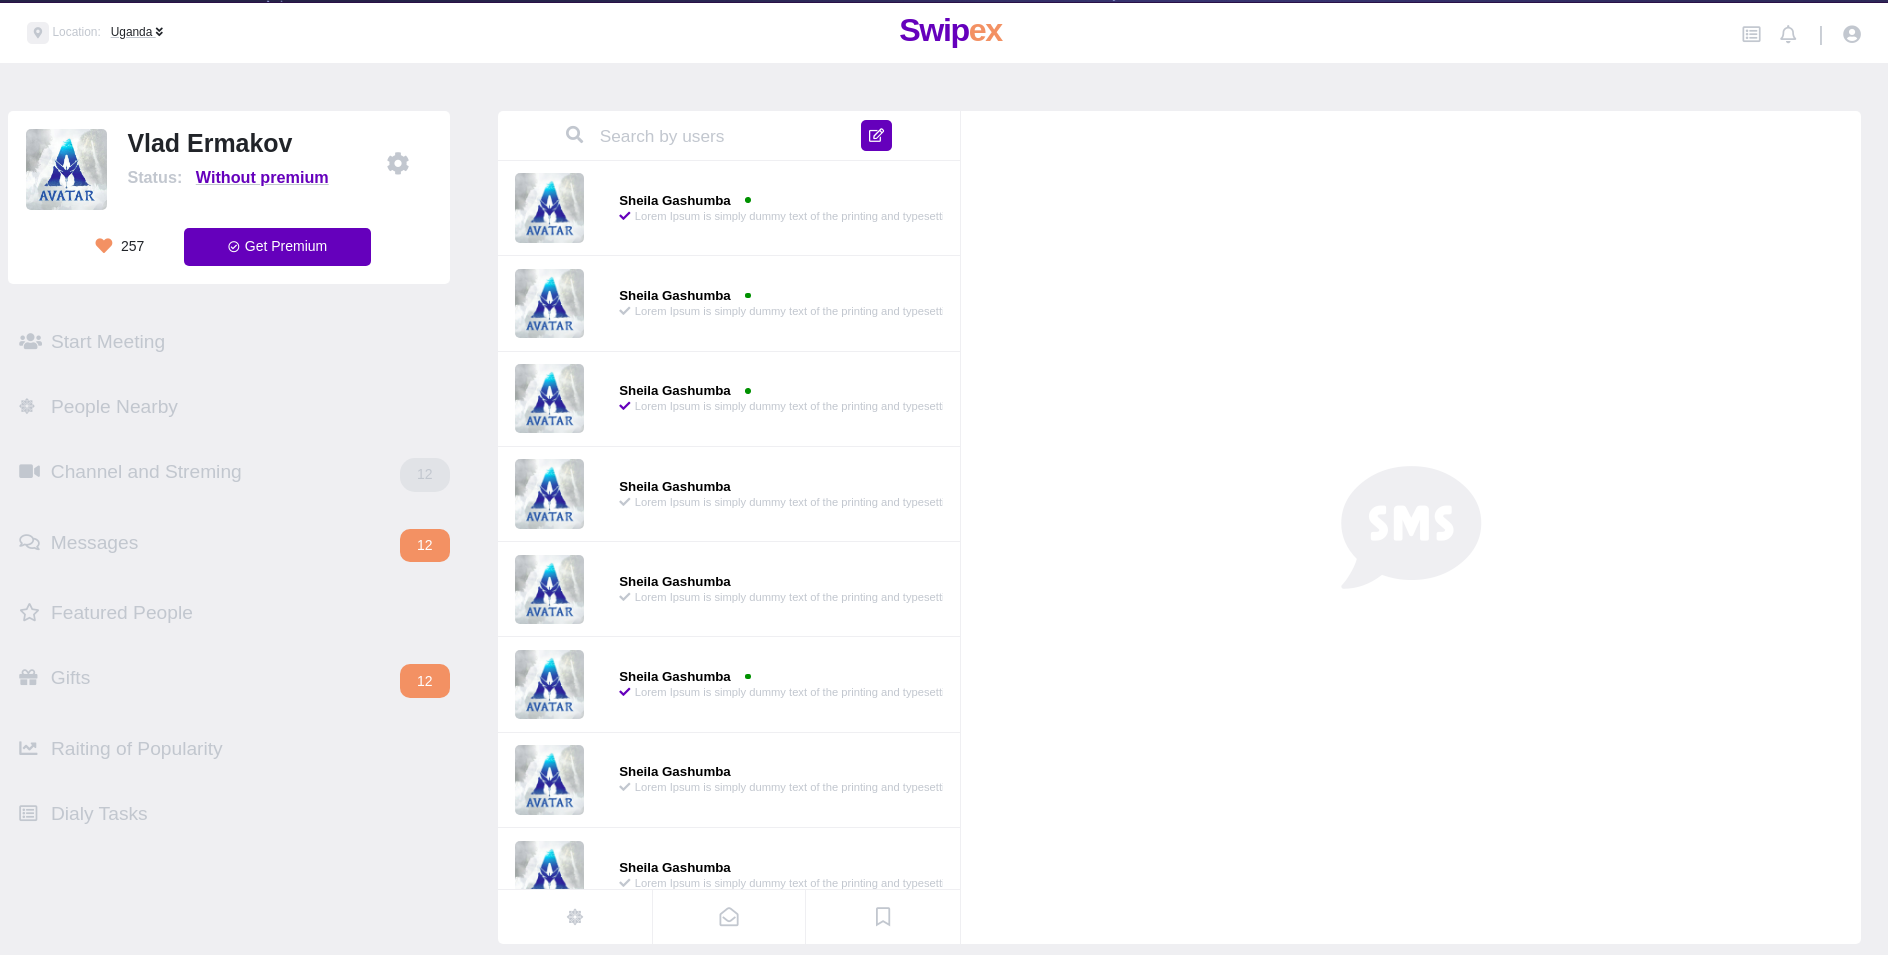 Location: Uganda
Swipex
Vlad Ermakov
Status: Without premium
AVATAR
257
Get Premium
Start Meeting
People Nearby
Channel and Streming 12
Messages 12
Featured People
Gifts 12
Raiting of Popularity
Dialy Tasks
Search by users
AVATAR
Sheila Gashumba
Lorem Ipsum is simply dummy text of the printing and typesett
AVATAR
Sheila Gashumba
Lorem Ipsum is simply dummy text of the printing and typesett
AVATAR
Sheila Gashumba
Lorem Ipsum is simply dummy text of the printing and typesett
AVATAR
Sheila Gashumba
Lorem Ipsum is simply dummy text of the printing and typesett
AVATAR
Sheila Gashumba
Lorem Ipsum is simply dummy text of the printing and typesett
AVATAR
Sheila Gashumba
Lorem Ipsum is simply dummy text of the printing and typesett
AVATAR
Sheila Gashumba
Lorem Ipsum is simply dummy text of the printing and typesett
Sheila Gashumba
Lorem Ipsum is simply dummy text of the printing and typesett
SMS